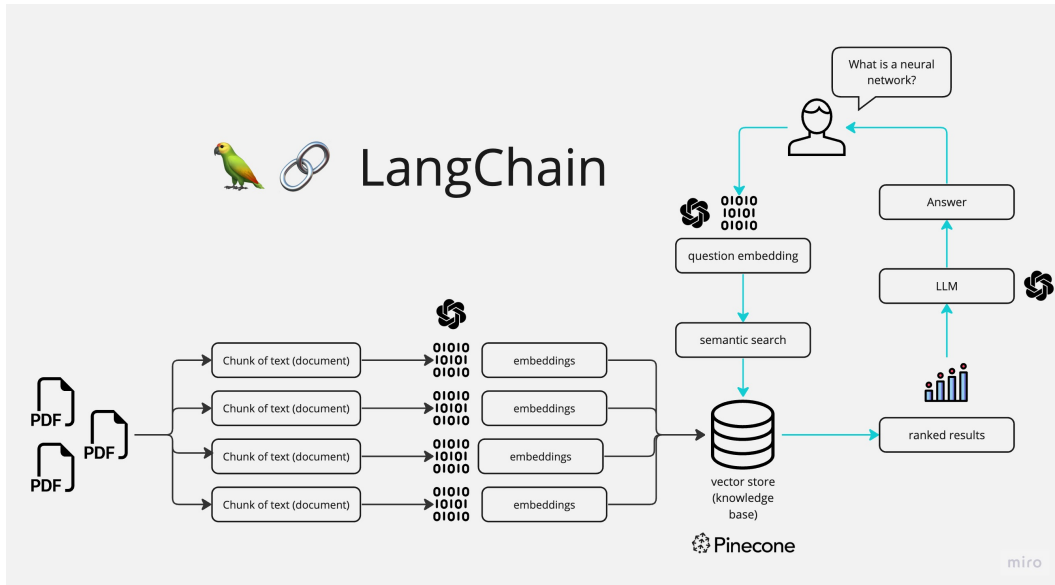 What is a neural
network?
LangChain
01010
10101
01010
question embedding
Answer
LLM
semantic search
Chunk of text (document)
01010
10101
01010
embeddings
Chunk of text (document)
01010
10101
01010
embeddings
Chunk of text (document)
01010
10101
01010
embeddings
Chunk of text (document)
01010
10101
01010
embeddings
PDF
PDF
PDF
ranked results
vector store
(knowledge
base)
Pinecone
miro